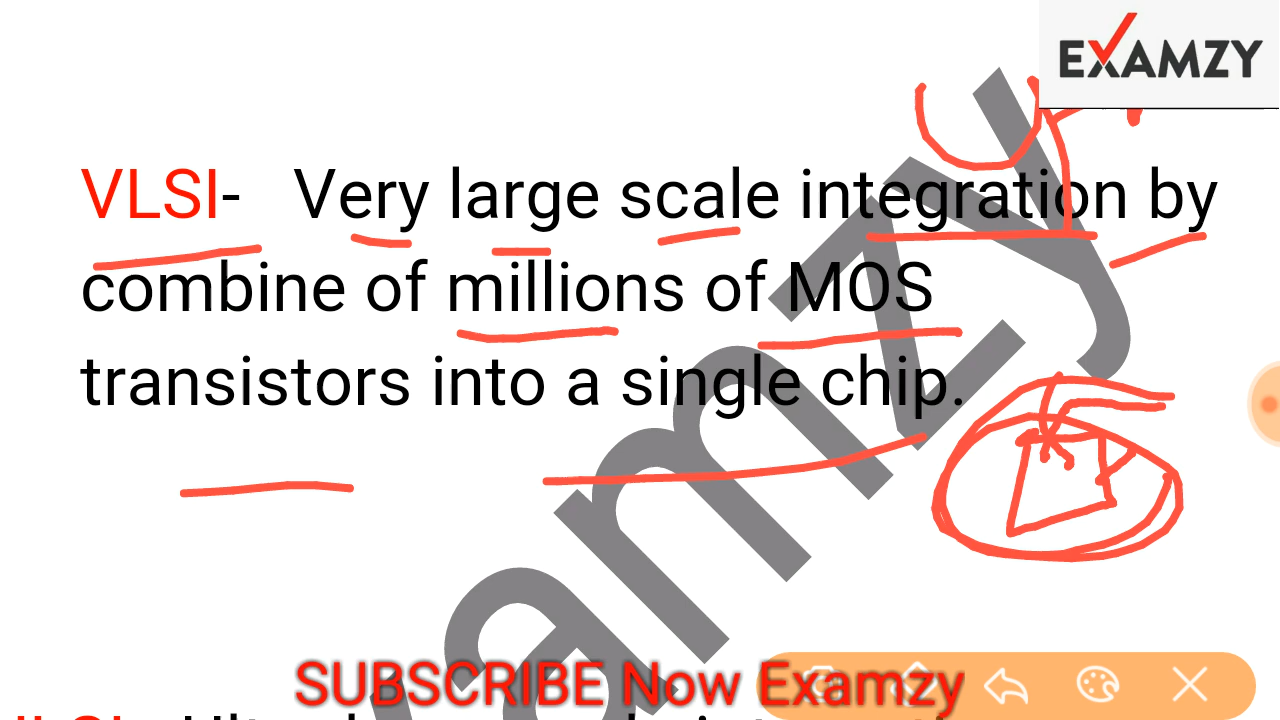 EXAMZY
VLSI- Very large scale integration by
combine of millions of MOS
transistors into a single chip.
SUBSCRIBE Now Examzy